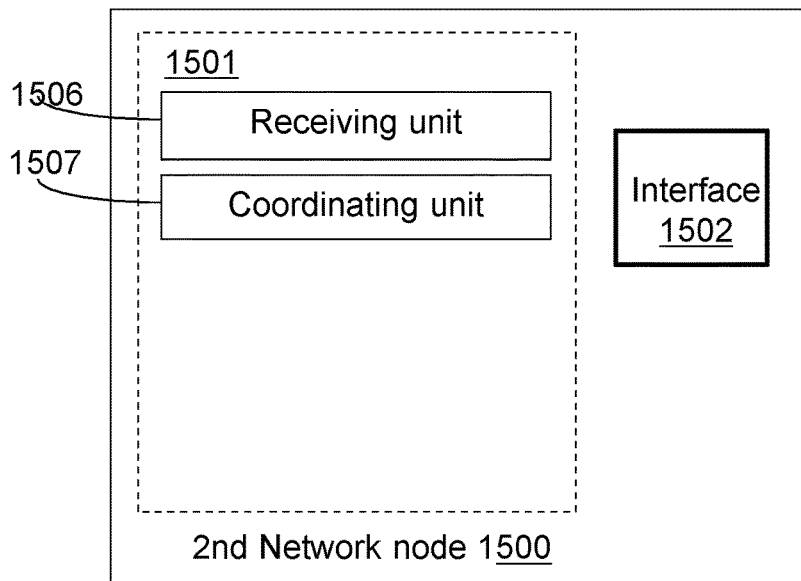 1501
1506
Receiving unit
1507
Coordinating unit
Interface
1502
2nd Network node 1500